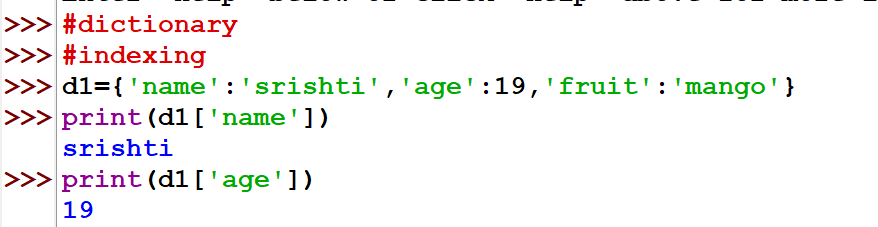 >>> #dictionary
>>> #indexing
>>> d1={'name':'srishti','age':19,'fruit':'mango'}
>>> print(d1['name'])
srishti
>>> print(d1['age'])
19